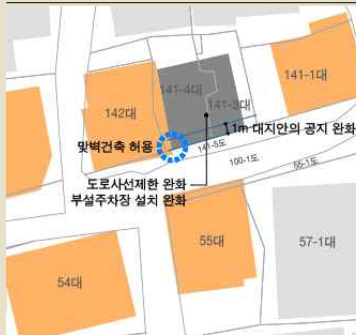 141-1대
141-4대
141-3대
142대
1.1m 대지안의 공지 완화
맞벽건축 허용
141-5도
100-1도
55-1도
도로사선제한 완화
부설주차장 설치 완화
55대
57-1대
54대